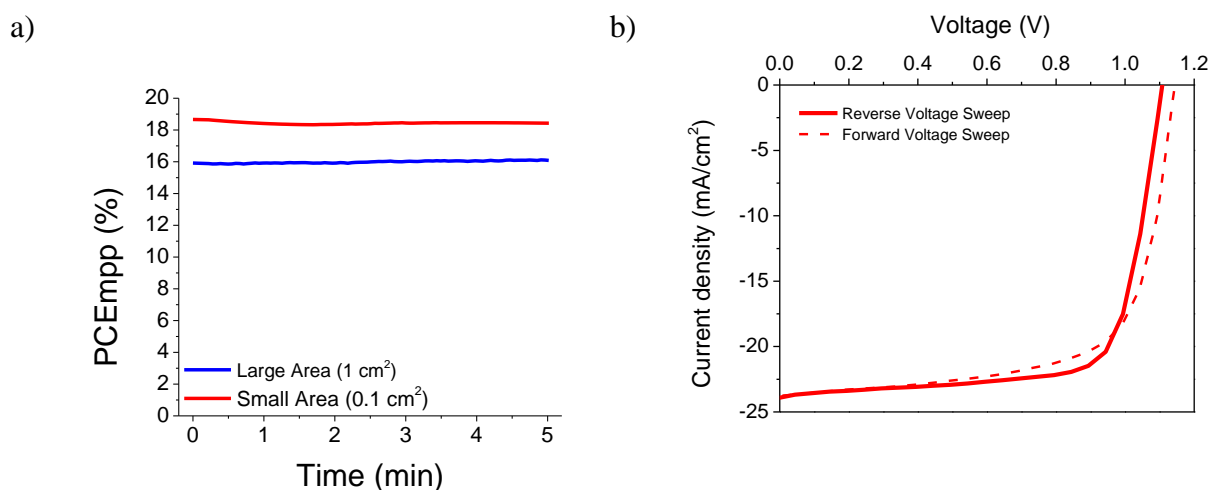 a)
20
18
16
14
12
10
8
6
4
2
0
PCEmpp (%)
Large Area (1 cm²)
Small Area (0.1 cm²)
0 1 2 3 4 5
Time (min)
b)
Voltage (V)
0.0 0.2 0.4 0.6 0.8 1.0 1.2
0
-5
-10
-15
-20
-25
Current density (mA/cm²)
Reverse Voltage Sweep
Forward Voltage Sweep